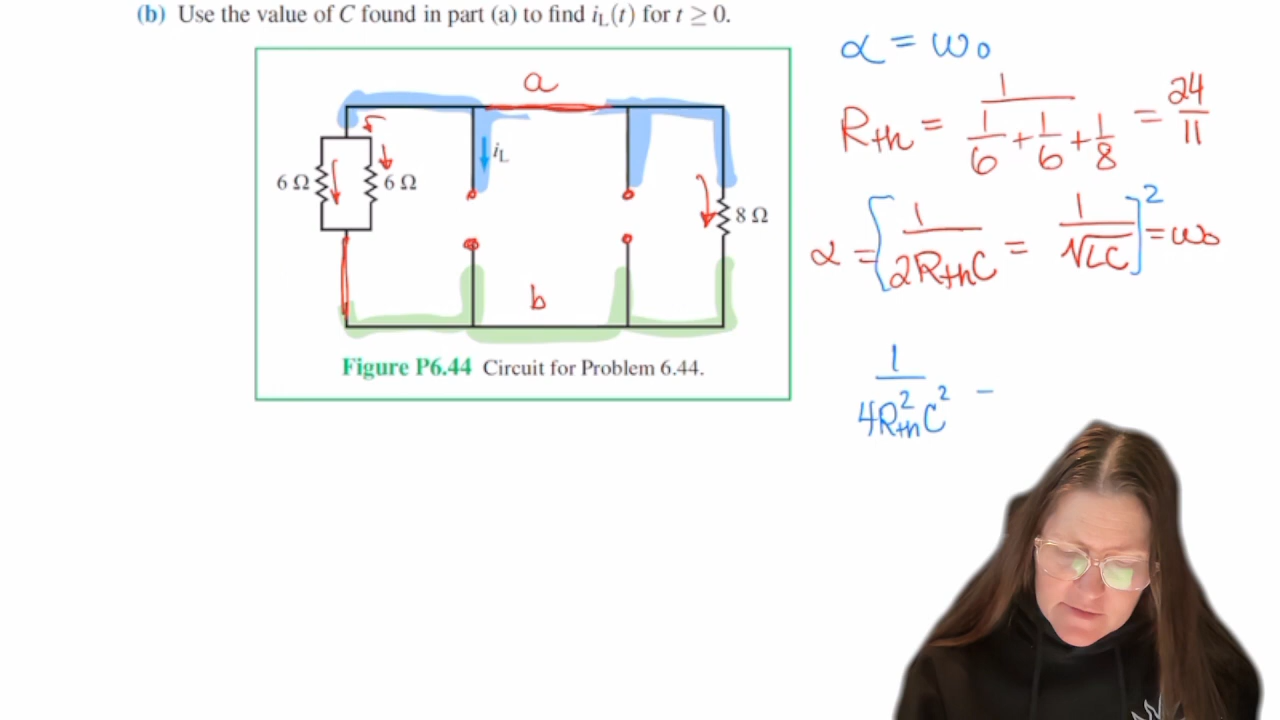 (b) Use the value of C found in part (a) to find iL(t) for t ≥ 0.
α = ω₀
a
Rth = 1 / (1/6 + 1/6 + 1/8) = 24/11
iL
6 Ω 6 Ω
8 Ω
α = [1 / (2RthC) = 1 / √LC]² = ω₀
b
Figure P6.44 Circuit for Problem 6.44.
1 / (4Rth²C²) =